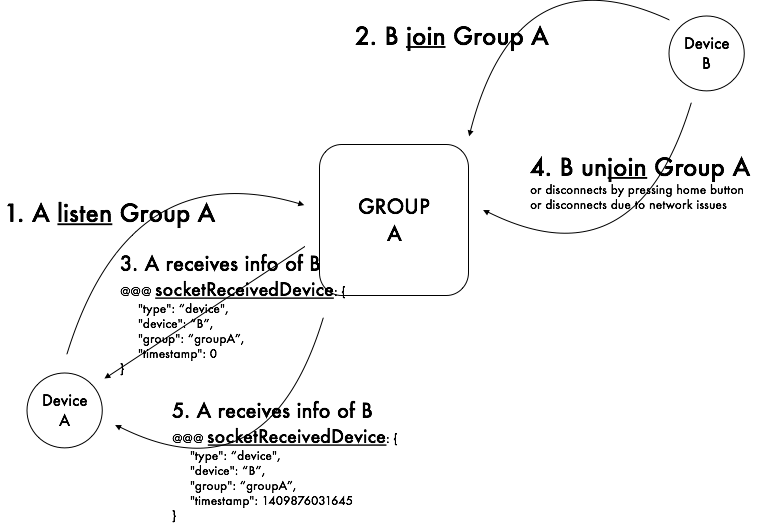 2. B join Group A
Device
B
4. B unjoin Group A
or disconnects by pressing home button
or disconnects due to network issues
GROUP
A
1. A listen Group A
3. A receives info of B
@@@ socketReceivedDevice: {
"type": “device”,
"device": “B”,
"group": “groupA”,
"timestamp": 0
}
Device
A
5. A receives info of B
@@@ socketReceivedDevice: {
"type": “device”,
"device": “B”,
"group": “groupA”,
"timestamp": 1409876031645
}